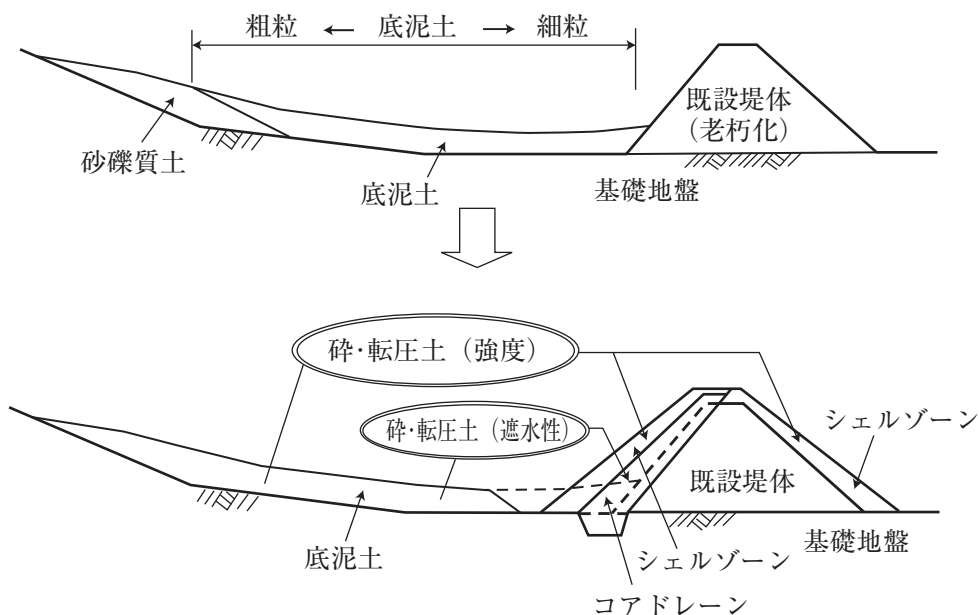 粗粒 ← 底泥土 → 細粒
既設堤体
(老朽化)
砂礫質土
底泥土
基礎地盤
砕・転圧土(強度)
砕・転圧土(遮水性)
シェルゾーン
既設堤体
底泥土
基礎地盤
シェルゾーン
コアドレーン